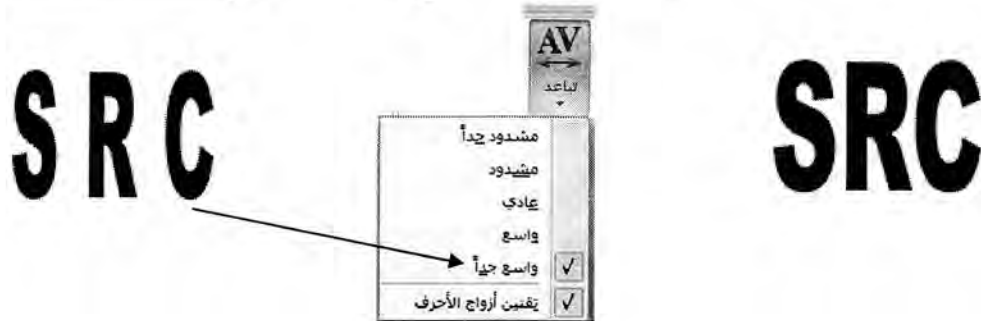 AV
تباعد
S R C
SRC
مشدود جداً
مشدود
عادي
واسع
واسع جداً
تقنين أزواج الأحرف